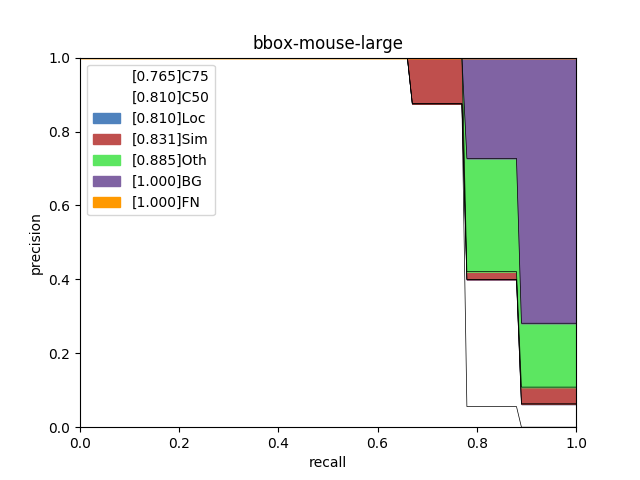 bbox-mouse-large
1.0
0.8
0.6
0.4
0.2
0.0
precision
[0.765]C75
[0.810]C50
[0.810]Loc
[0.831]Sim
[0.885]Oth
[1.000]BG
[1.000]FN
0.0 0.2 0.4 0.6 0.8 1.0
recall